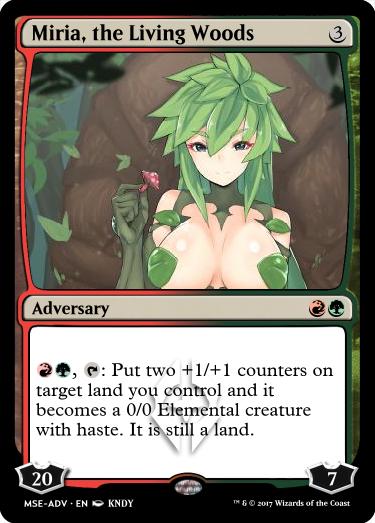 Miria, the Living Woods 3
Adversary
, : Put two +1/+1 counters on
target land you control and it
becomes a 0/0 Elemental creature
with haste. It is still a land.
20
7
MSE-ADV · EN KNDY
™ & © 2017 Wizards of the Coast